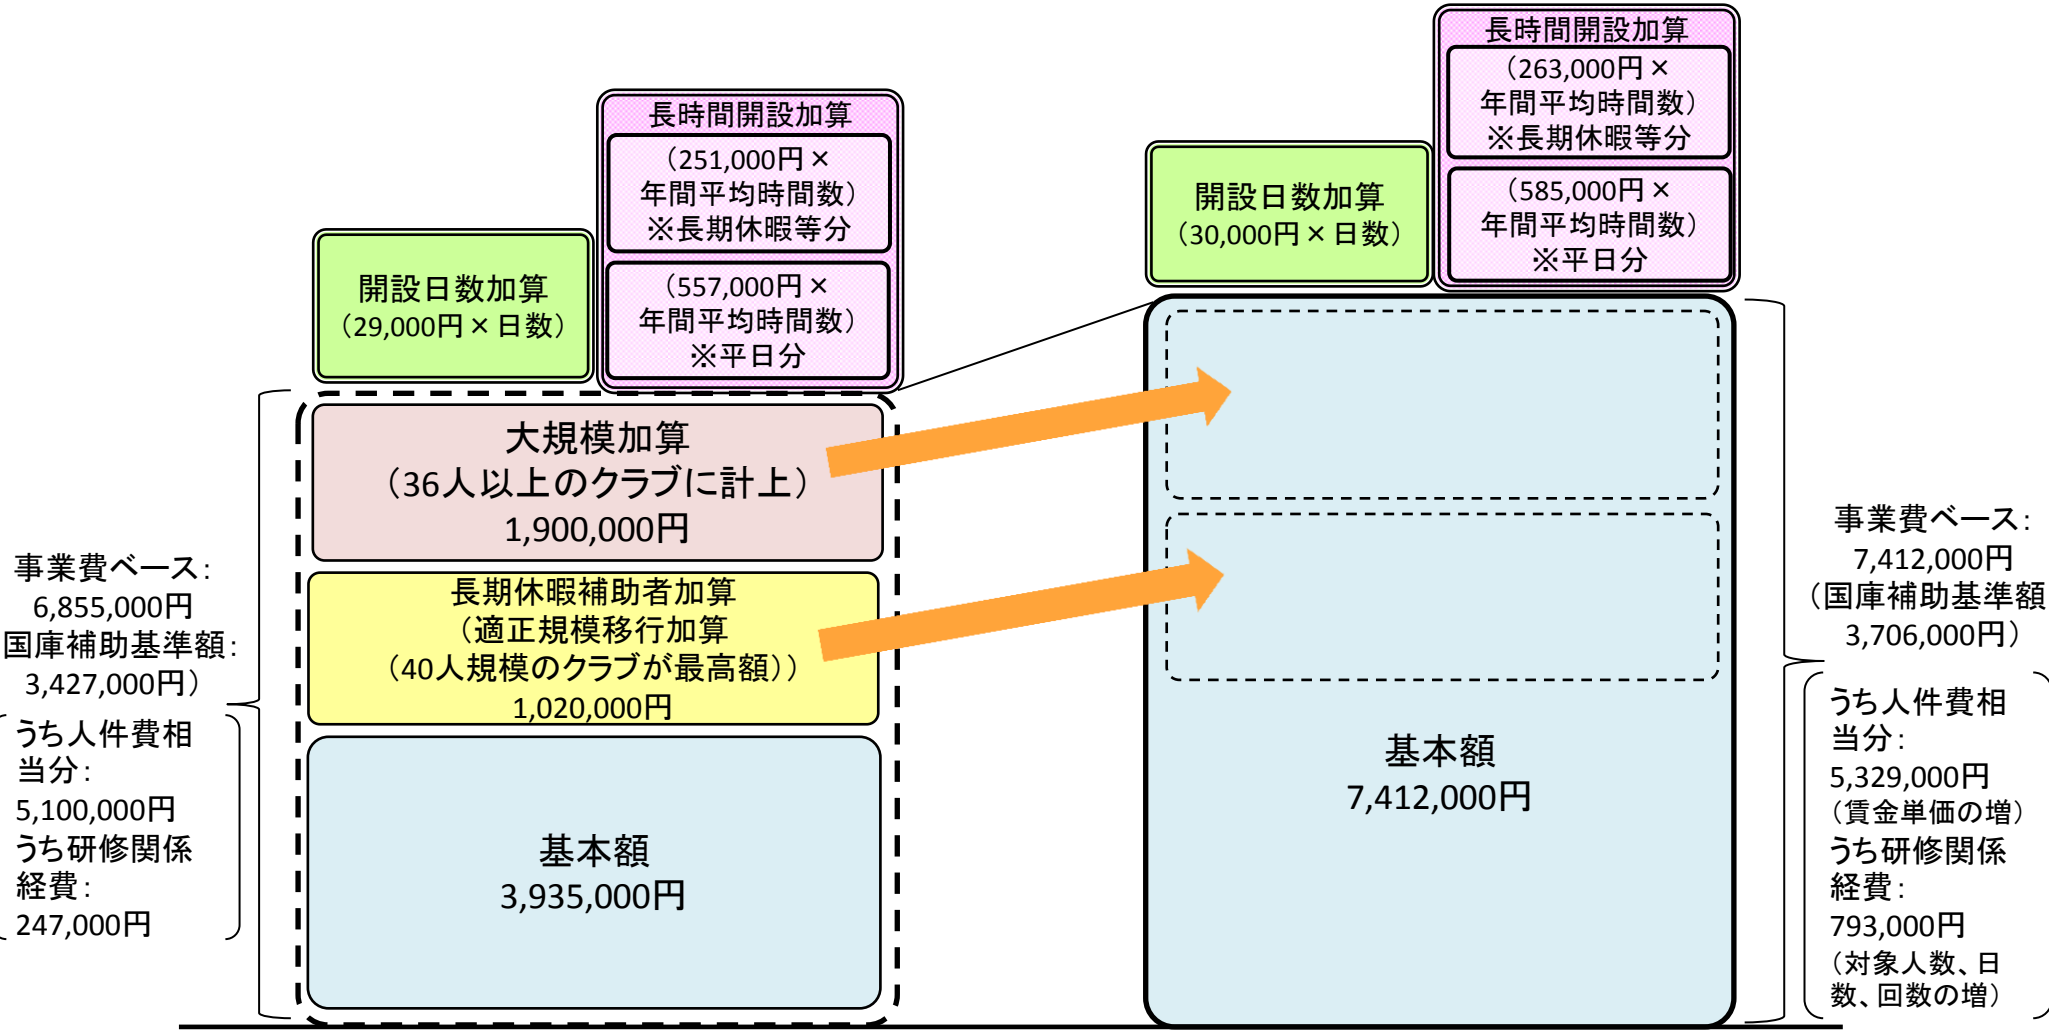 長時間開設加算
（251,000円×
年間平均時間数）
※長期休暇等分
（557,000円×
年間平均時間数）
※平日分
開設日数加算
（29,000円×日数）
大規模加算
（36人以上のクラブに計上）
1,900,000円
長期休暇補助者加算
（適正規模移行加算
（40人規模のクラブが最高額））
1,020,000円
基本額
3,935,000円
事業費ベース：
6,855,000円
国庫補助基準額：
3,427,000円）
うち人件費相
当分：
5,100,000円
うち研修関係
経費：
247,000円
長時間開設加算
（263,000円×
年間平均時間数）
※長期休暇等分
（585,000円×
年間平均時間数）
※平日分
開設日数加算
（30,000円×日数）
基本額
7,412,000円
事業費ベース：
7,412,000円
（国庫補助基準額
3,706,000円）
うち人件費相
当分：
5,329,000円
（賃金単価の増）
うち研修関係
経費：
793,000円
（対象人数、日
数、回数の増）